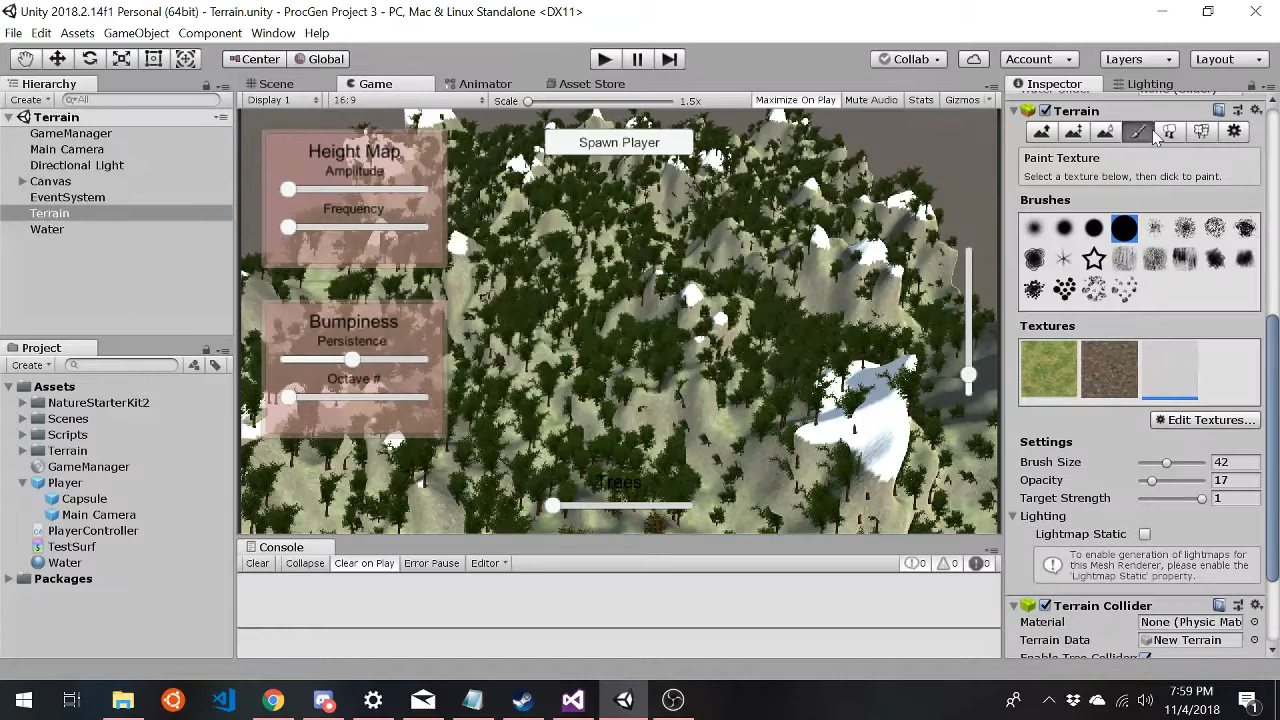 Unity 2018.2.14f1 Personal (64bit) - Terrain.unity - ProcGen Project 3 - PC, Mac & Linux Standalone <DX11>
File Edit Assets GameObject Component Window Help
Center Global Collab Account Layers Layout
Hierarchy
Create All
Terrain
GameManager
Main Camera
Directional Light
Canvas
EventSystem
Terrain
Water
Project
Create
Assets
NatureStarterKit2
Scenes
Scripts
Terrain
GameManager
Player
Capsule
Main Camera
PlayerController
TestSurf
Water
Packages
Scene Game Animator Asset Store
Display 1 16:9 Scale 1.5x Maximize On Play Mute Audio Stats Gizmos
Spawn Player
Height Map
Amplitude
Frequency
Bumpiness
Persistence
Octave #
Trees
Console
Clear Collapse Clear on Play Error Pause Editor 0 0 0
Inspector Lighting
Terrain
Paint Texture
Select a texture below, then click to paint.
Brushes
Textures
Edit Textures...
Settings
Brush Size 42
Opacity 17
Target Strength 1
Lighting
Lightmap Static
To enable generation of lightmaps for
this Mesh Renderer, please enable the
'Lightmap Static' property.
Terrain Collider
Material None (Physic Mat
Terrain Data New Terrain
7:59 PM
11/4/2018
1